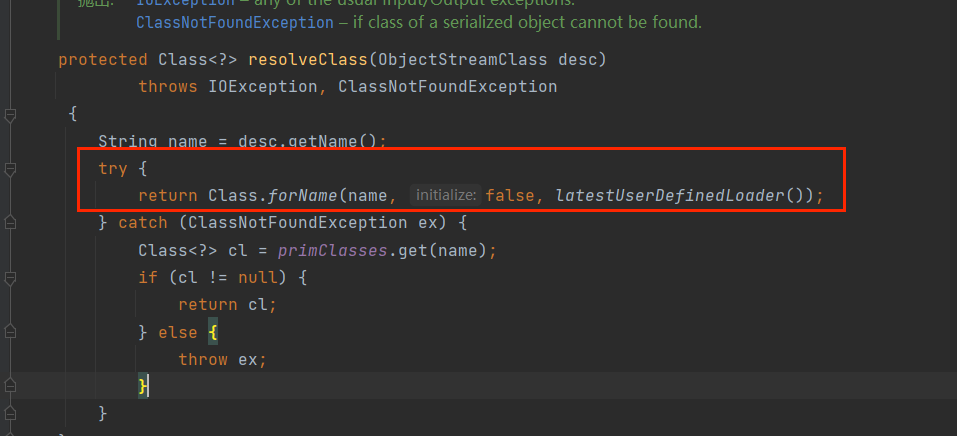 抛出: IOException – any of the usual Input/Output exceptions.
ClassNotFoundException – if class of a serialized object cannot be found.
protected Class<?> resolveClass(ObjectStreamClass desc)
throws IOException, ClassNotFoundException
{
String name = desc.getName();
try {
return Class.forName(name, initialize: false, latestUserDefinedLoader());
} catch (ClassNotFoundException ex) {
Class<?> cl = primClasses.get(name);
if (cl != null) {
return cl;
} else {
throw ex;
}
}